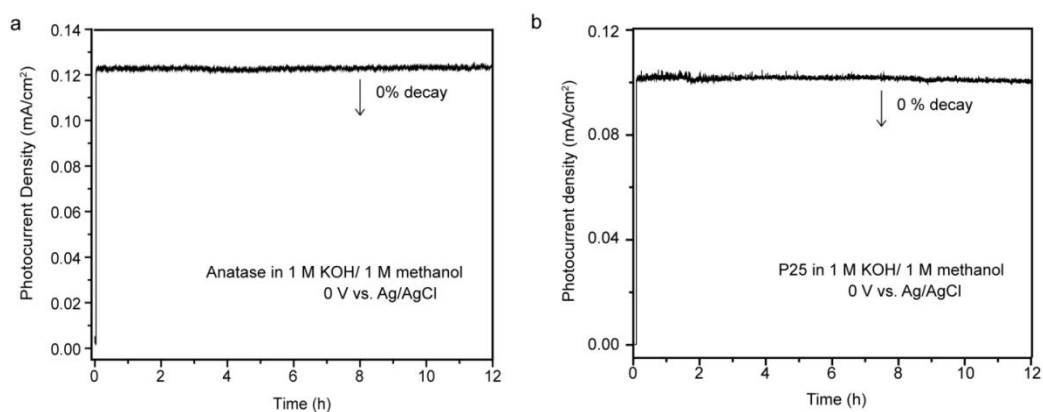 a
Photocurrent Density (mA/cm²)
0.14
0.12
0.10
0.08
0.06
0.04
0.02
0.00
0% decay
Anatase in 1 M KOH/ 1 M methanol
0 V vs. Ag/AgCl
0 2 4 6 8 10 12
Time (h)
b
Photocurrent density (mA/cm²)
0.12
0.08
0.04
0.00
0 % decay
P25 in 1 M KOH/ 1 M methanol
0 V vs. Ag/AgCl
0 2 4 6 8 10 12
Time (h)